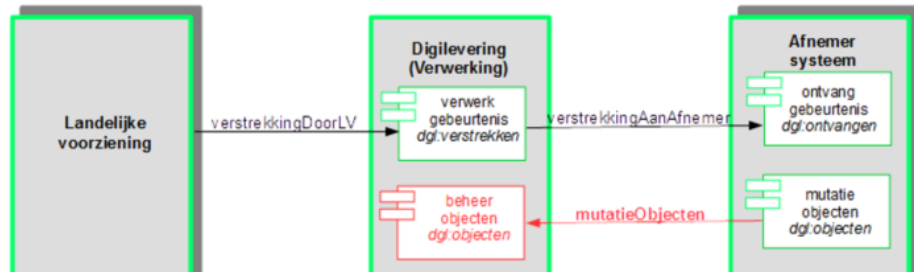 Landelijke
voorziening
verstrekkingDoorLV
Digilevering
(Verwerking)
verwerk
gebeurtenis
dgl:verstrekken
beheer
objecten
dgl:objecten
verstrekkingAanAfnemer
mutatieObjecten
Afnemer
systeem
ontvang
gebeurtenis
dgl:ontvangen
mutatie
objecten
dgl:objecten